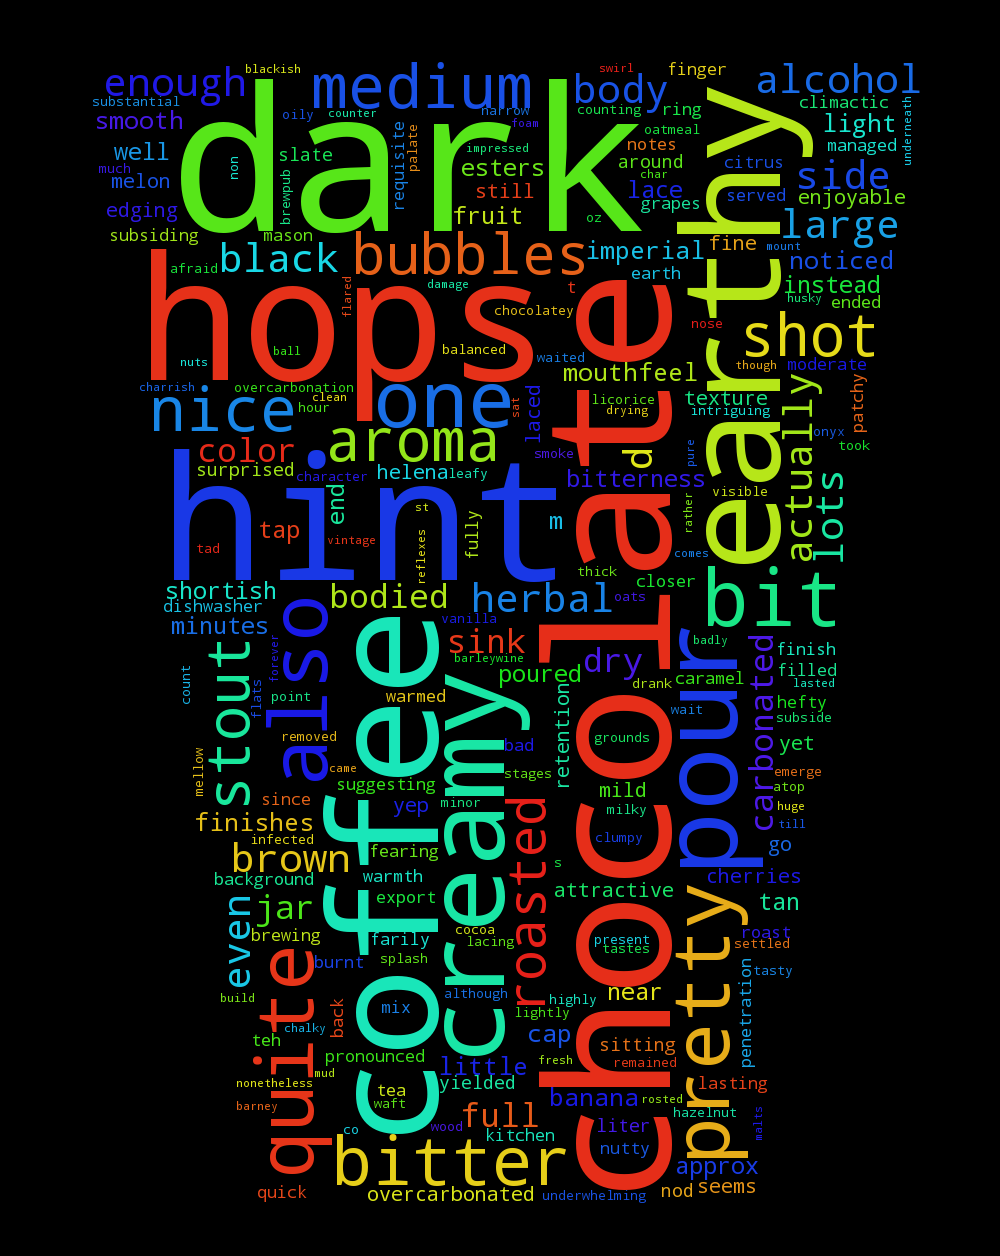 blackish
swirl
finger
enough
medium
body
alcohol
substantial
oily
counter
narrow
foam
counting
ring
climactic
smooth
dark
light
underneath
well
non
slate
requisite
palate
impressed
oatmeal
notes
managed
much
melon
brewpub
esters
around
char
citrus
side
still
lace
served
enjoyable
edging
fruit
grapes
oz
large
subsiding
mason
bubbles
imperial
fine
mount
noticed
black
afraid
earth
earthy
instead
hops
flared
damage
t
husky
ended
chocolatey
nose
shot
nuts
ball
balanced
waited
though
moderate
charrish
overcarbonation
mouthfeel
nice
clean
hour
one
sat
laced
licorice
drying
texture
intriguing
actually
patchy
onyx
took
color
aroma
smoke
d
pure
surprised
character
helena
leafy
bitterness
lots
hint
end
st
m
rather
visible
tap
tad
vintage
reflexes
fully
comes
chocolate
thick
closer
shortish
bodied
herbal
oats
bit
dishwasher
minutes
also
vanilla
sink
badly
stout
forever
coffee
barleywine
dry
pour
carbonated
finish
count
flats
point
warmed
poured
drank
caramel
filled
lasted
creamy
retention
wait
hefty
subside
removed
grounds
yet
mellow
came
bad
stages
emerge
suggesting
mild
atop
since
yep
minor
roasted
milky
huge
finishes
infected
clumpy
till
brown
fearing
s
go
background
warmth
attractive
cherries
even
jar
export
pretty
tan
brewing
farily
cocoa
lacing
present
tastes
roast
settled
quite
burnt
splash
penetration
tasty
build
back
mix
although
highly
near
chalky
lightly
teh
cap
sitting
pronounced
fresh
remained
mud
little
nonetheless
tea
yielded
lasting
barney
waft
banana
rosted
hazelnut
malts
co
wood
full
liter
kitchen
nutty
bitter
approx
quick
overcarbonated
underwhelming
nod
seems